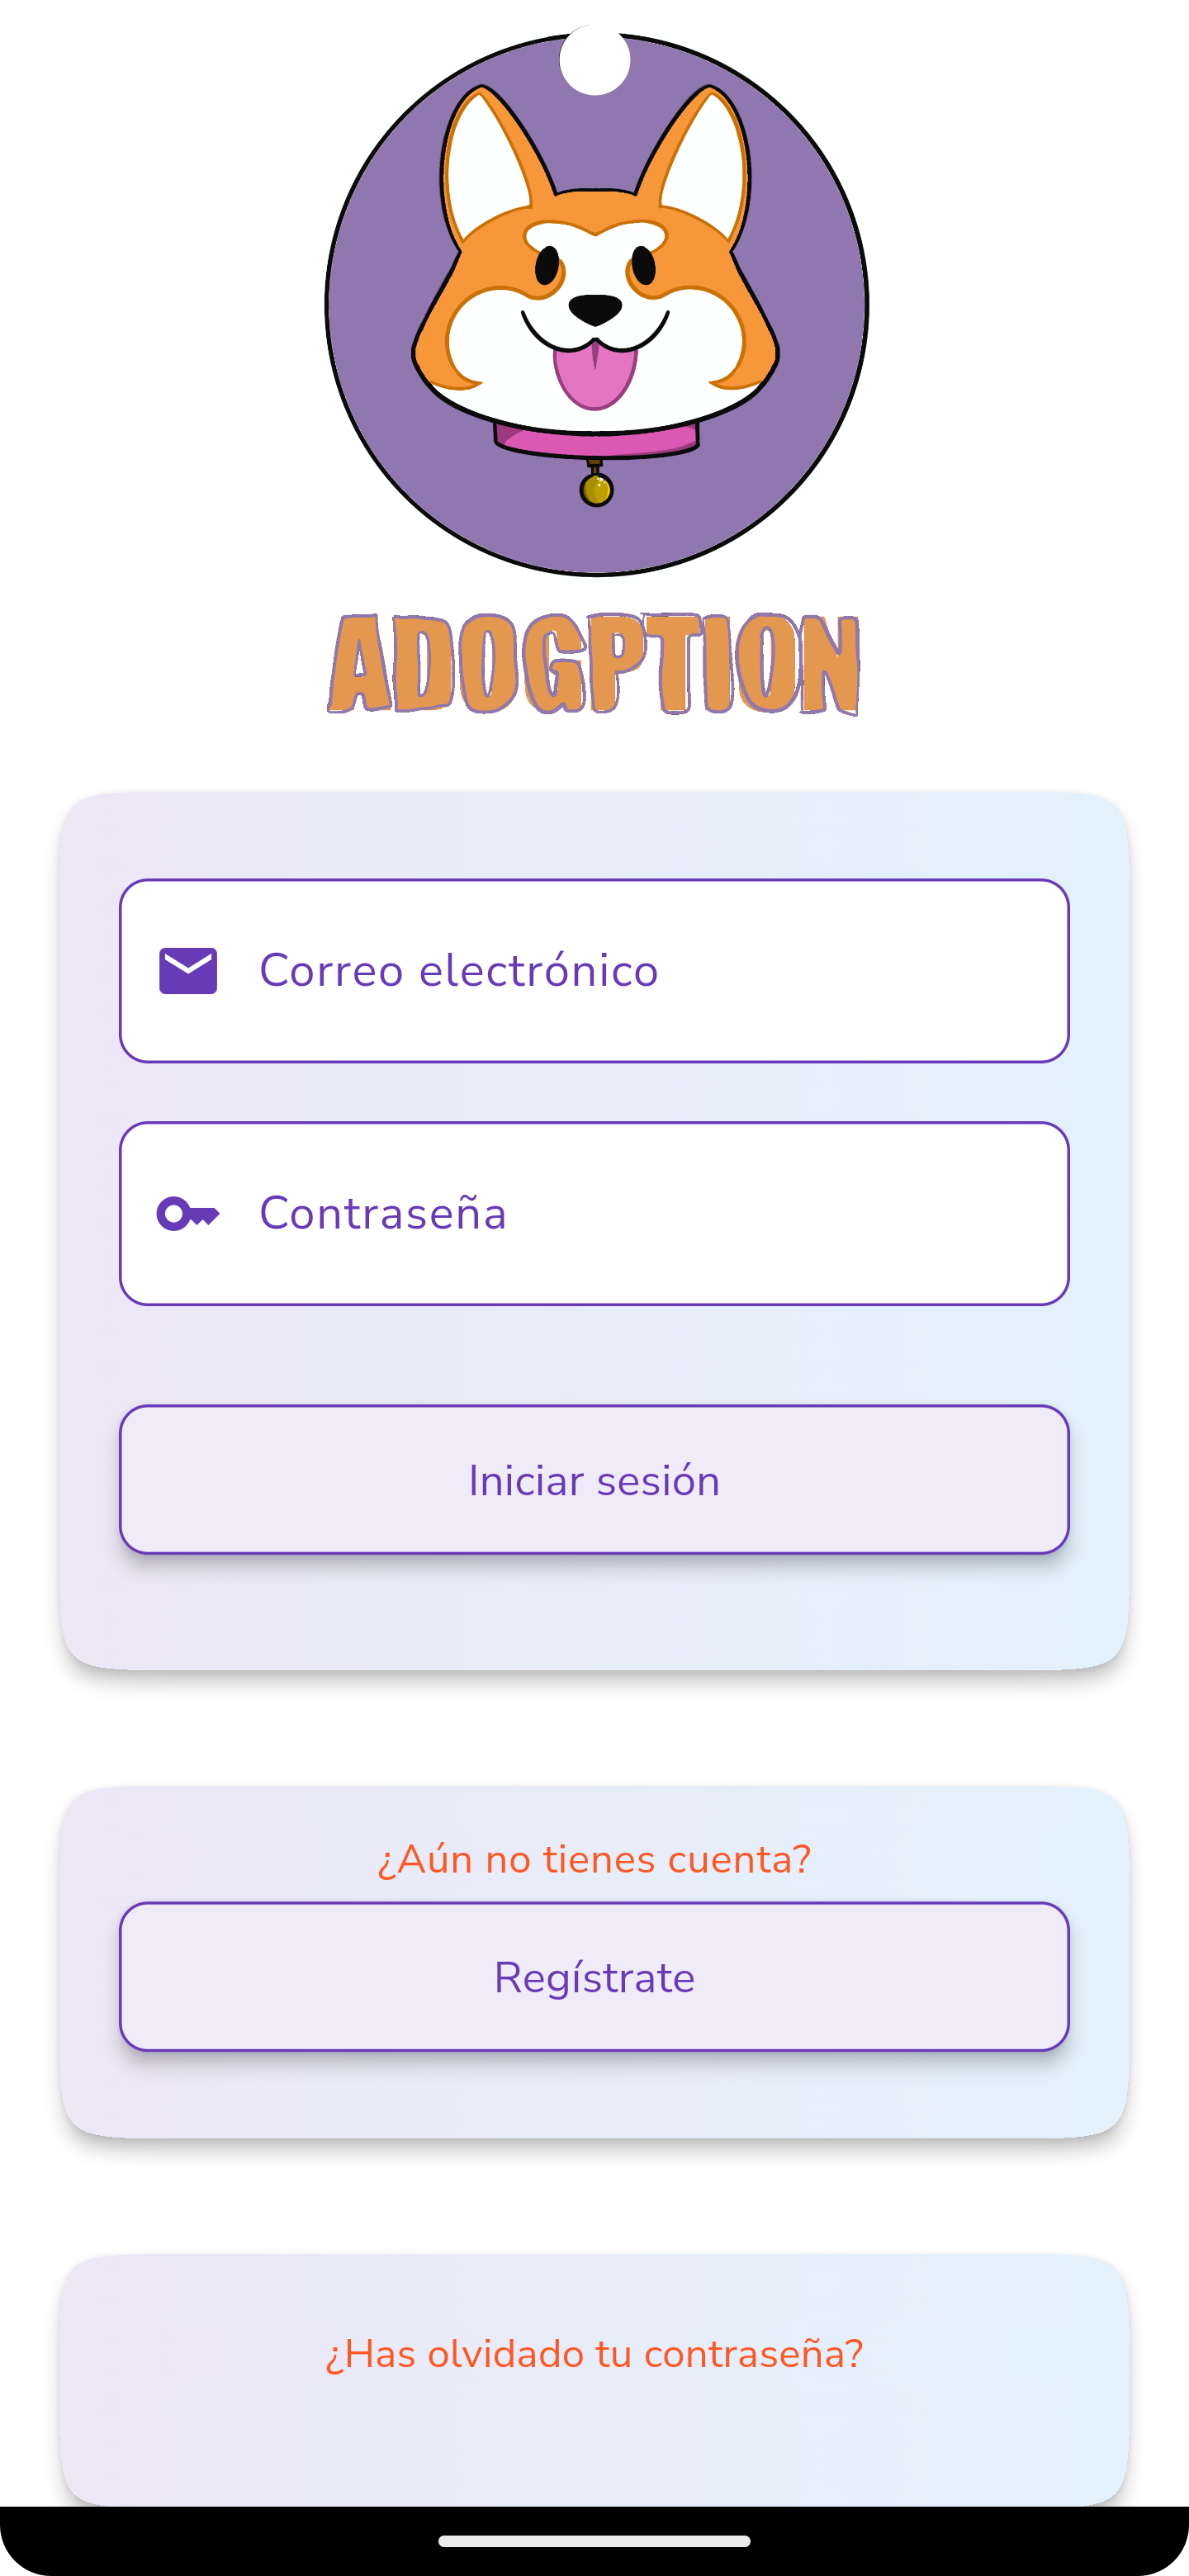 ADOGPTION
Correo electrónico
Contraseña
Iniciar sesión
¿Aún no tienes cuenta?
Regístrate
¿Has olvidado tu contraseña?